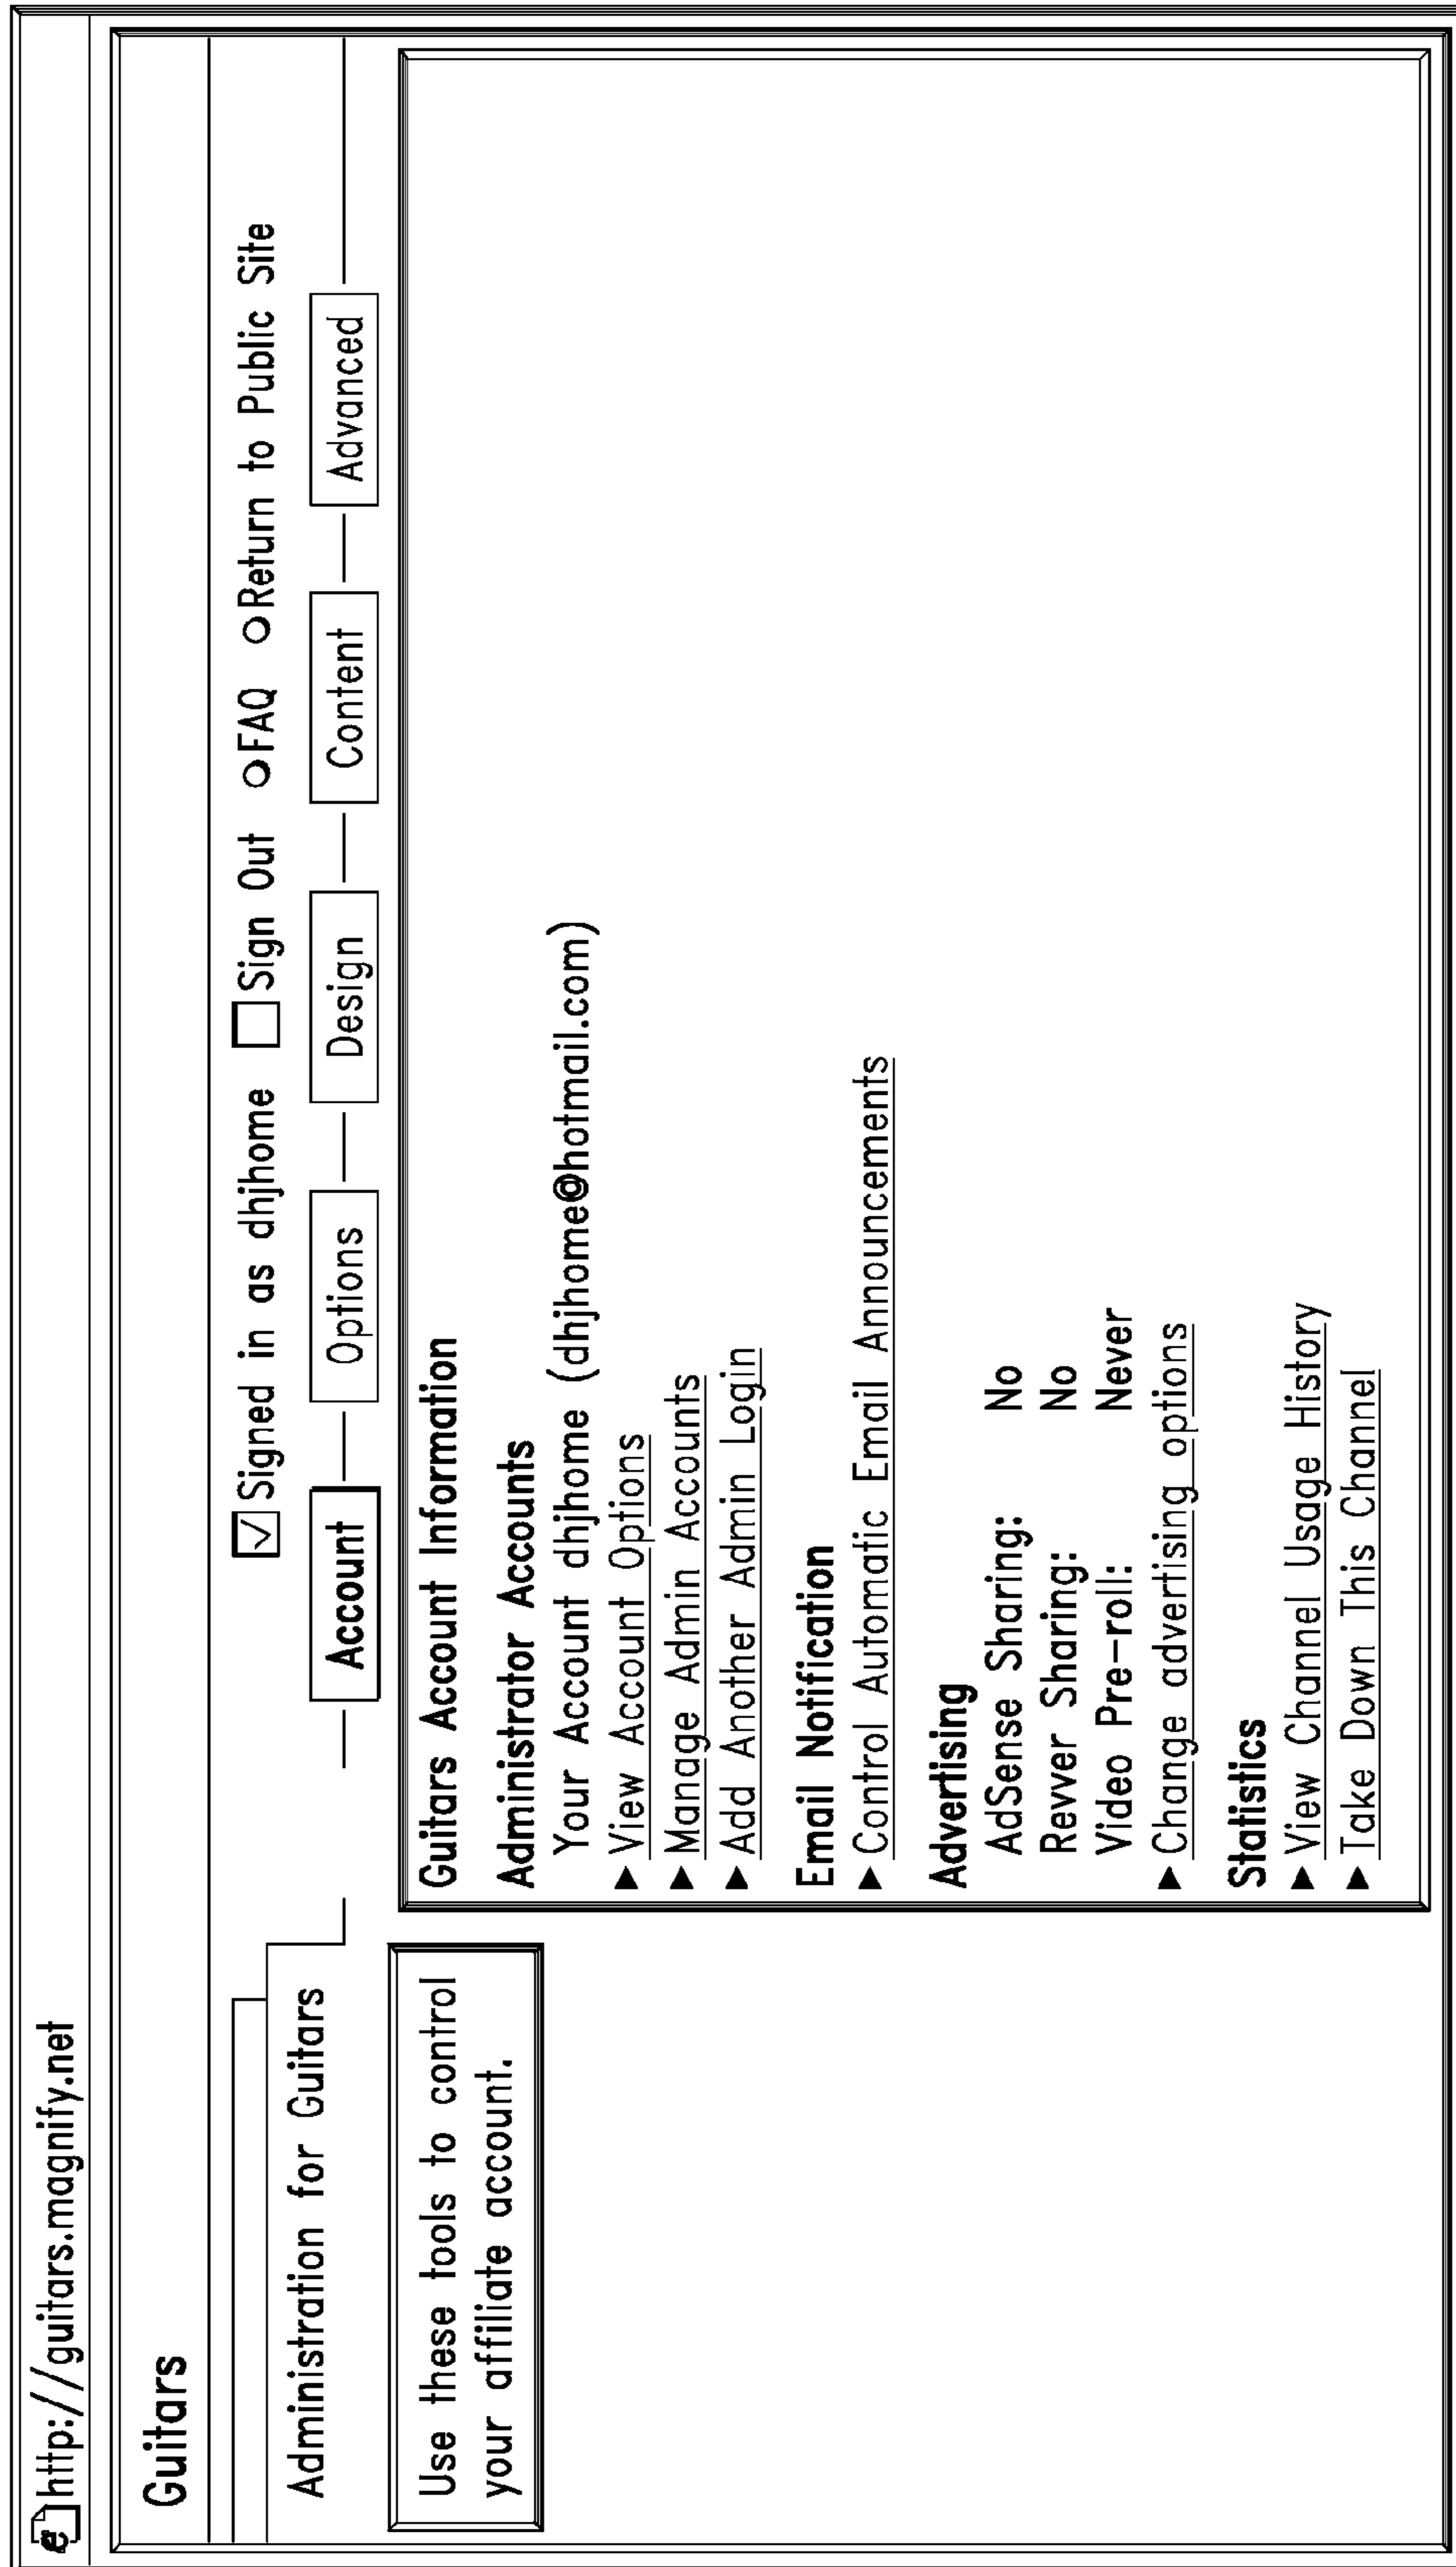 http://guitars.magnify.net
Guitars
☑Signed in as dhjhome ☐Sign Out ○FAQ ○Return to Public Site
Administration for Guitars
Account Options Design Content Advanced
Use these tools to control
your affiliate account.
Guitars Account Information
Administrator Accounts
Your Account dhjhome (dhjhome@hotmail.com)
▶ View Account Options
▶ Manage Admin Accounts
▶ Add Another Admin Login
Email Notification
▶ Control Automatic Email Announcements
Advertising
AdSense Sharing: No
Revver Sharing: No
Video Pre-roll: Never
▶ Change advertising options
Statistics
▶ View Channel Usage History
▶ Take Down This Channel